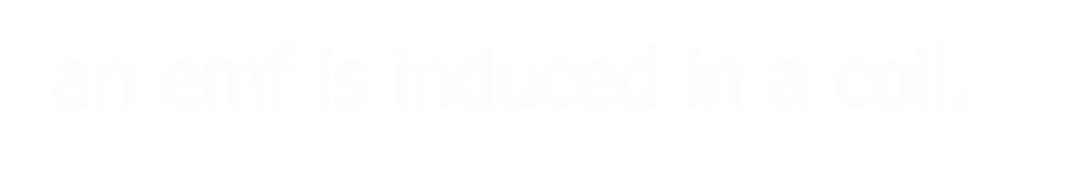 an emf is induced in a coil.